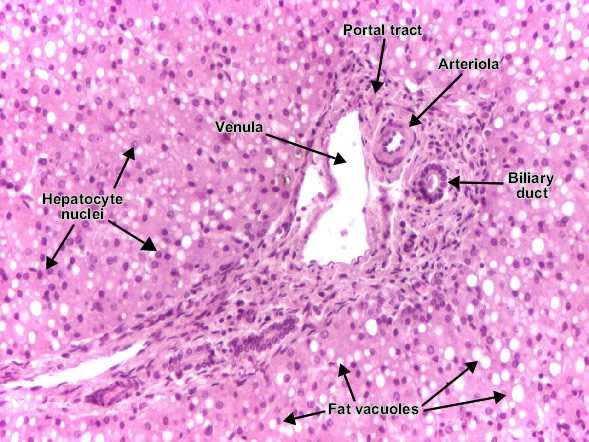 Portal tract
Arteriola
Venula
Biliary
duct
Hepatocyte
nuclei
Fat vacuoles